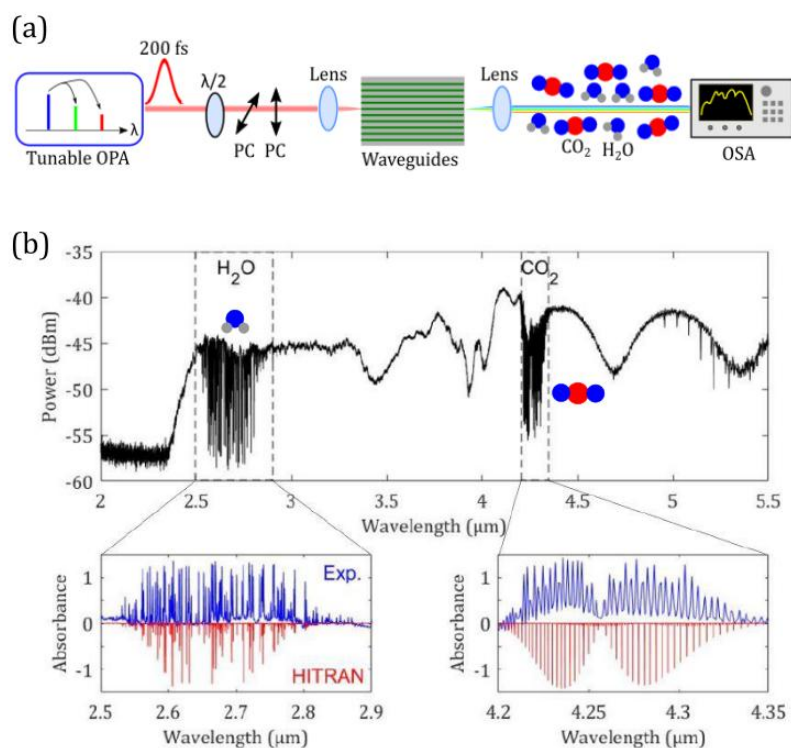 (a)
200 fs
λ/2
Lens
Lens
λ
Tunable OPA
PC PC
Waveguides
CO2 H2O
OSA
(b)
-35
-40
-45
-50
-55
-60
Power (dBm)
H2O
CO2
2 2.5 3 3.5 4 4.5 5 5.5
Wavelength (μm)
1
0
-1
Absorbance
Exp.
HITRAN
2.5 2.6 2.7 2.8 2.9
Wavelength (μm)
1
0
-1
Absorbance
4.2 4.25 4.3 4.35
Wavelength (μm)